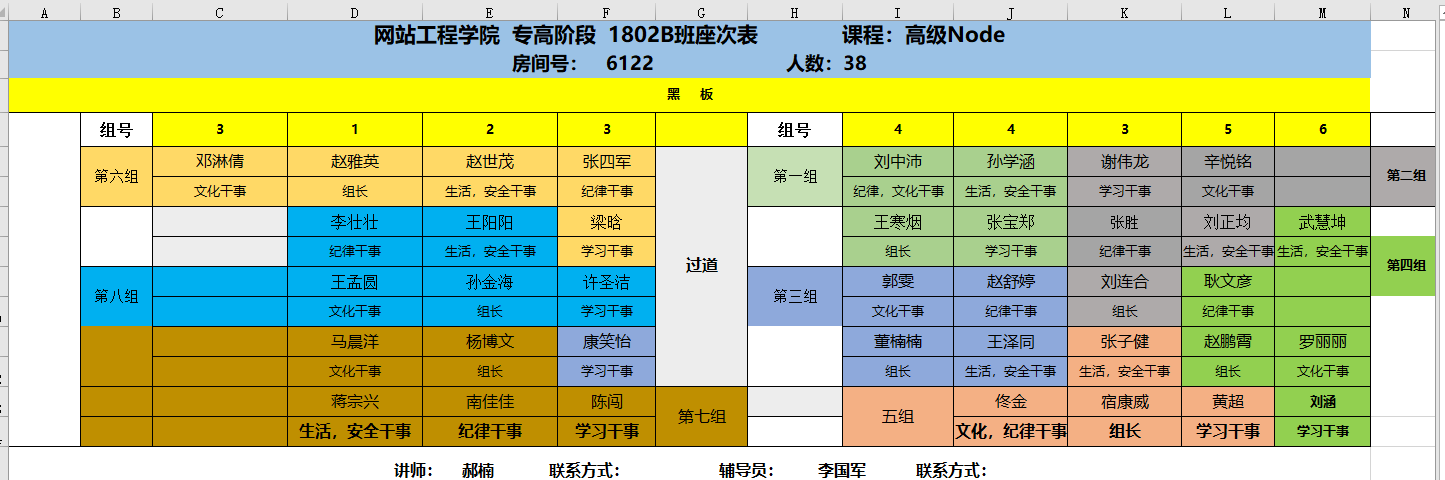 A B C D E F G H I J K L M N
网站工程学院 专高阶段 1802B班座次表 课程：高级Node
房间号： 6122 人数：38
黑 板
组号 3 1 2 3 组号 4 4 3 5 6
第六组 邓淋倩 赵雅英 赵世茂 张四军 第一组 刘中沛 孙学涵 谢伟龙 辛悦铭 第二组
文化干事 组长 生活，安全干事 纪律干事 纪律，文化干事 生活，安全干事 学习干事 文化干事
李壮壮 王阳阳 梁晗 王寒烟 张宝郑 张胜 刘正均 武慧坤
纪律干事 生活，安全干事 学习干事 过道 组长 学习干事 纪律干事 生活，安全干事 生活，安全干事 第四组
第八组 王孟圆 孙金海 许圣洁 第三组 郭雯 赵舒婷 刘连合 耿文彦
文化干事 组长 学习干事 文化干事 纪律干事 组长 纪律干事
马晨洋 杨博文 康笑怡 董楠楠 王泽同 张子健 赵鹏霄 罗丽丽
文化干事 组长 学习干事 组长 生活，安全干事 生活，安全干事 组长 文化干事
蒋宗兴 南佳佳 陈闯 第七组 五组 佟金 宿康威 黄超 刘涵
生活，安全干事 纪律干事 学习干事 文化，纪律干事 组长 学习干事 学习干事
讲师： 郝楠 联系方式： 辅导员： 李国军 联系方式：